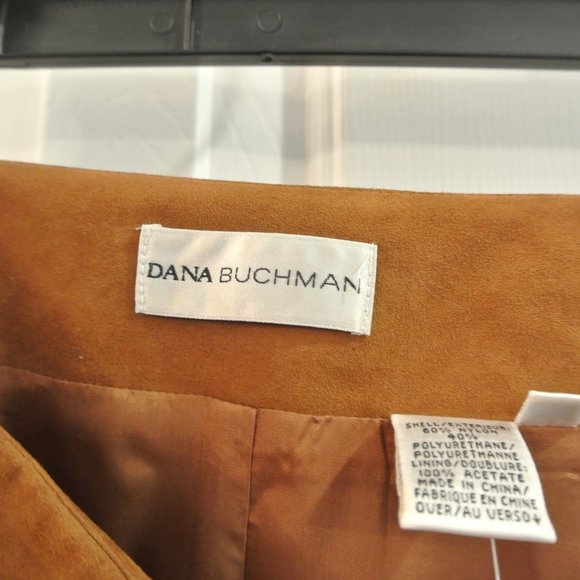 DANA BUCHMAN
SHELL/EXTERIEUR:
60% NYLON
40%
POLYURETHANE/
POLYURETHANNE
LINING/DOUBLURE:
100% ACETATE
MADE IN CHINA/
FABRIQUE EN CHINE
OVER/AU VERSO4